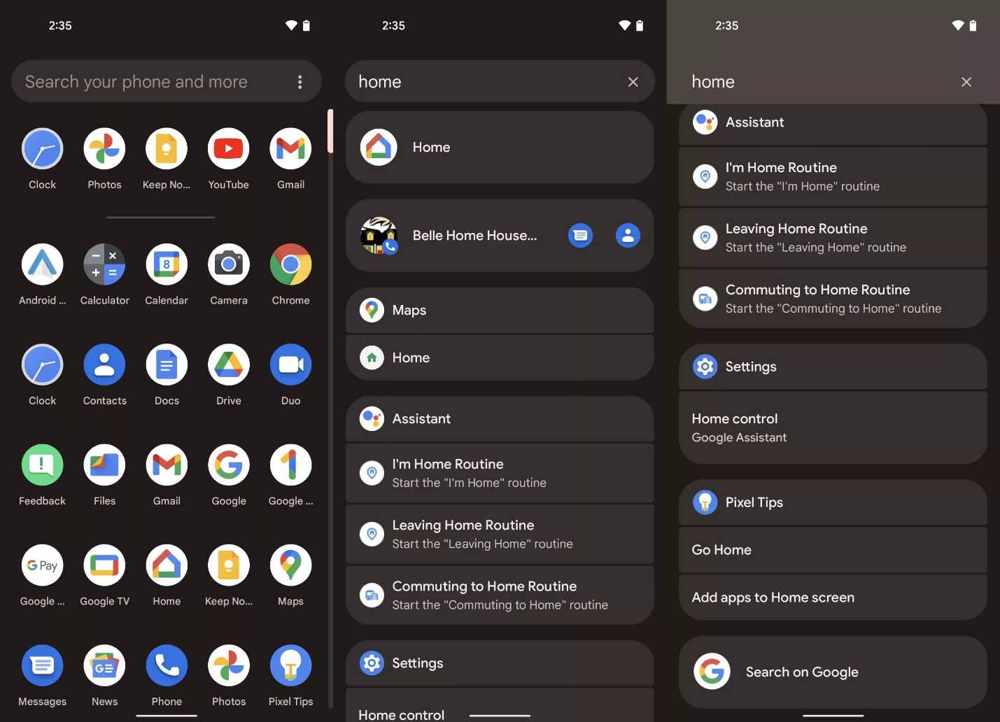 2:35
Search your phone and more
Clock Photos Keep No... YouTube Gmail
Android ... Calculator Calendar Camera Chrome
8
Clock Contacts Docs Drive Duo
Feedback Files Gmail Google Google ...
G Pay
Google ... Google TV Home Keep No... Maps
GE
Messages News Phone Photos Pixel Tips
2:35
home
Home
Belle Home House...
Maps
Home
Assistant
I'm Home Routine
Start the "I'm Home" routine
Leaving Home Routine
Start the "Leaving Home" routine
Commuting to Home Routine
Start the "Commuting to Home" routine
Settings
Home control
2:35
home
Assistant
I'm Home Routine
Start the "I'm Home" routine
Leaving Home Routine
Start the "Leaving Home" routine
Commuting to Home Routine
Start the "Commuting to Home" routine
Settings
Home control
Google Assistant
Pixel Tips
Go Home
Add apps to Home screen
Search on Google